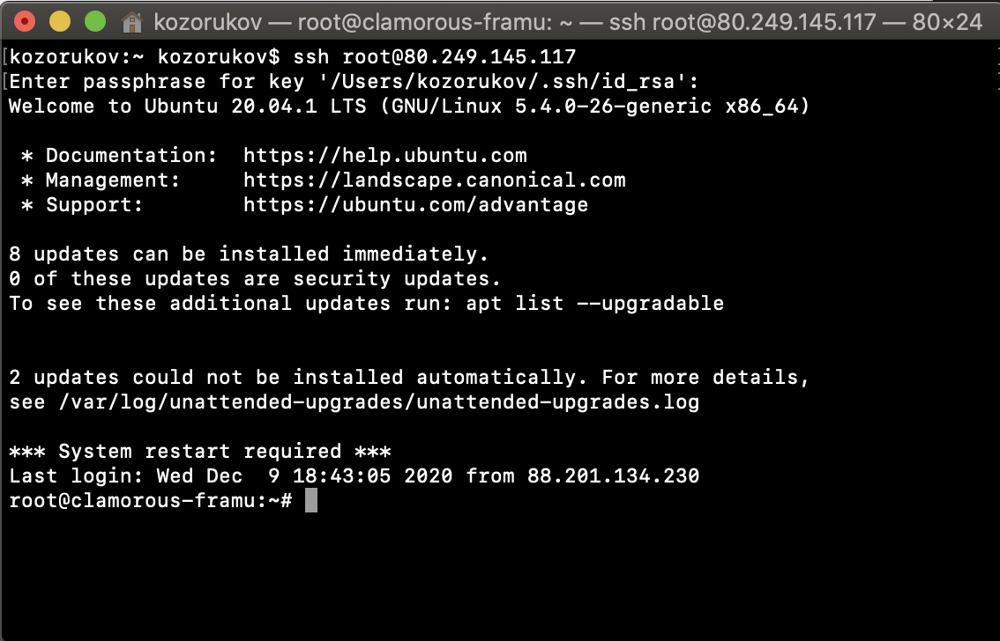 kozorukov — root@clamorous-framu: ~ — ssh root@80.249.145.117 — 80×24
[kozorukov:~ kozorukov$ ssh root@80.249.145.117
[Enter passphrase for key '/Users/kozorukov/.ssh/id_rsa':
Welcome to Ubuntu 20.04.1 LTS (GNU/Linux 5.4.0-26-generic x86_64)
* Documentation:  https://help.ubuntu.com
* Management:     https://landscape.canonical.com
* Support:        https://ubuntu.com/advantage
8 updates can be installed immediately.
0 of these updates are security updates.
To see these additional updates run: apt list --upgradable
2 updates could not be installed automatically. For more details,
see /var/log/unattended-upgrades/unattended-upgrades.log
*** System restart required ***
Last login: Wed Dec  9 18:43:05 2020 from 88.201.134.230
root@clamorous-framu:~#